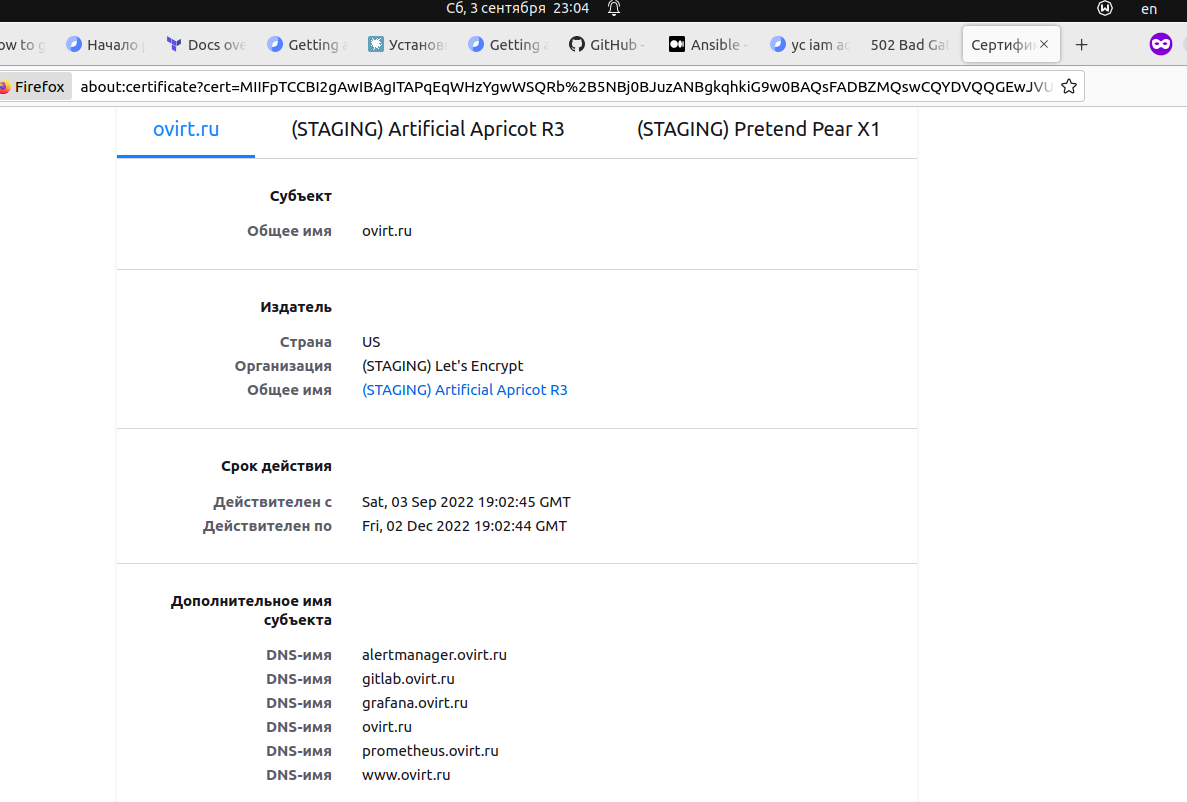 Сб, 3 сентября 23:04
en
Начало
Docs ove
Getting
Установ
Getting
GitHub -
Ansible -
yc iam ac
502 Bad Ga
Сертифи
Firefox
about:certificate?cert=MIIFpTCCBI2gAwIBAgITAPqEqWHzYgwWSQRb%2B5NBj0BJuzANBgkqhkiG9w0BAQsFADBZMQswCQYDVQQGEwJVU
ovirt.ru
(STAGING) Artificial Apricot R3
(STAGING) Pretend Pear X1
Субъект
Общее имя ovirt.ru
Издатель
Страна US
Организация (STAGING) Let's Encrypt
Общее имя (STAGING) Artificial Apricot R3
Срок действия
Действителен с Sat, 03 Sep 2022 19:02:45 GMT
Действителен по Fri, 02 Dec 2022 19:02:44 GMT
Дополнительное имя
субъекта
DNS-имя alertmanager.ovirt.ru
DNS-имя gitlab.ovirt.ru
DNS-имя grafana.ovirt.ru
DNS-имя ovirt.ru
DNS-имя prometheus.ovirt.ru
DNS-имя www.ovirt.ru